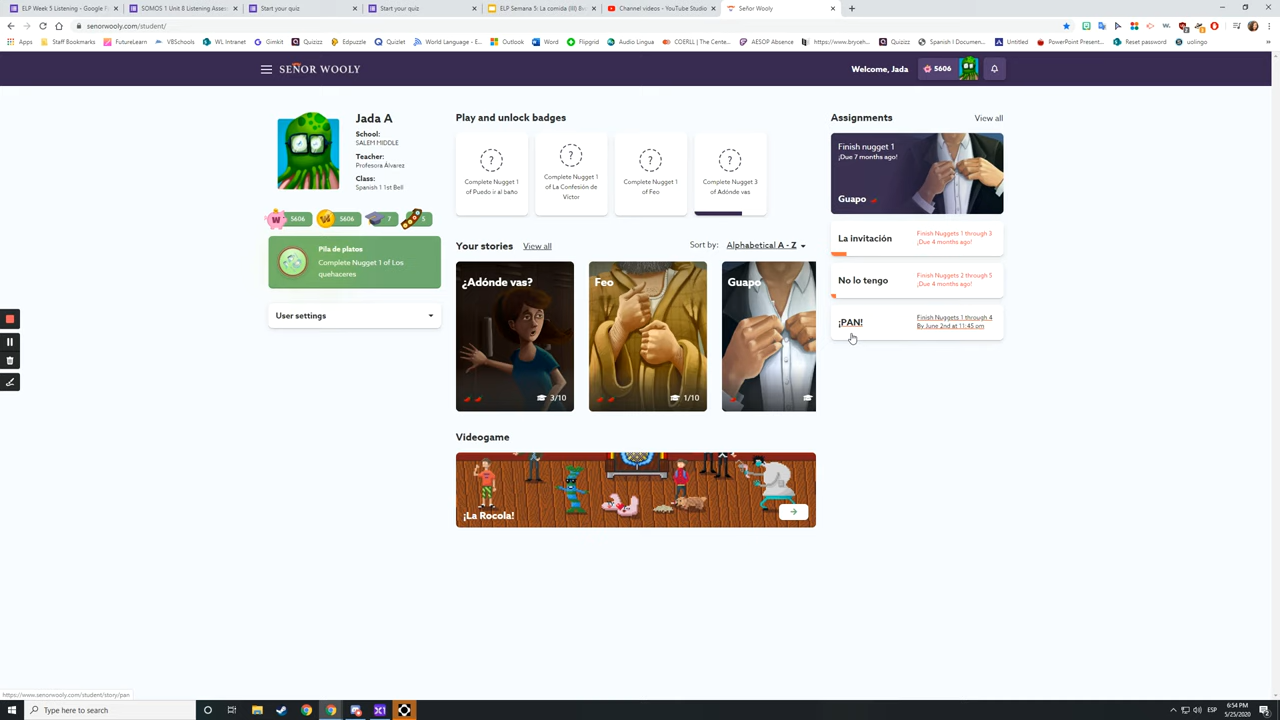 ELP Week 5 Listening - Google F
SOMOS 1 Unit 8 Listening Assess
Start your quiz
Start your quiz
ELP Semana 5: La comida (III) B
Channel videos - YouTube Studio
Señor Wooly
senorwooly.com/student/
Apps
Staff Bookmarks
FutureLearn
VBSchools
WL Intranet
Gimkit
Quizizz
Edpuzzle
Quizlet
World Language - E...
Outlook
Word
Flipgrid
Audio Lingua
COERLL | The Cente...
AESOP Absence
https://www.bryceh...
Quizizz
Spanish I Documen...
Untitled
PowerPoint Present...
Reset password
uolingo
SEÑOR WOOLY
Welcome, Jada
5606
Jada A
School:
SALEM MIDDLE
Teacher:
Profesora Alvarez
Class:
Spanish 1 1st Bell
5606
5606
7
5
Pila de platos
Complete Nugget 1 of Los
quehaceres
User settings
Play and unlock badges
Complete Nugget 1
of Puedo ir al baño
Complete Nugget 1
of La Confesión de
Víctor
Complete Nugget 1
of Feo
Complete Nugget 3
of Adónde vas
Your stories
View all
Sort by:
Alphabetical A - Z
¿Adónde vas?
3/10
Feo
1/10
Guapo
Videogame
¡La Rocola!
Assignments
View all
Finish nugget 1
¡Due 7 months ago!
Guapo
La invitación
Finish Nuggets 1 through 3
¡Due 4 months ago!
No lo tengo
Finish Nuggets 2 through 5
¡Due 4 months ago!
¡PAN!
Finish Nuggets 1 through 4
By June 2nd at 11:45 pm
https://www.senorwooly.com/student/story/pan
Type here to search
ESP
6:54 PM
5/25/2020